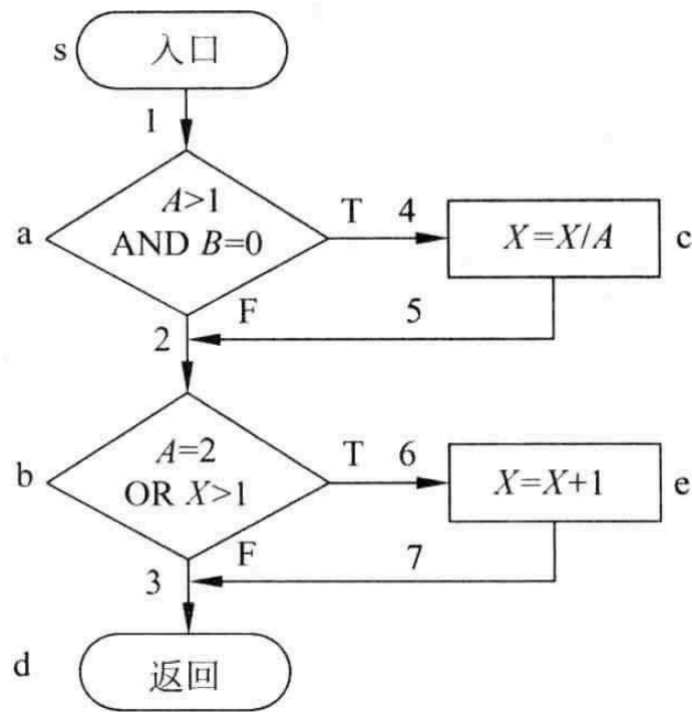 s
入口
1
A>1
AND B=0
a
T 4
X=X/A
c
F
5
2
A=2
OR X>1
b
T 6
X=X+1
e
F
7
3
d
返回